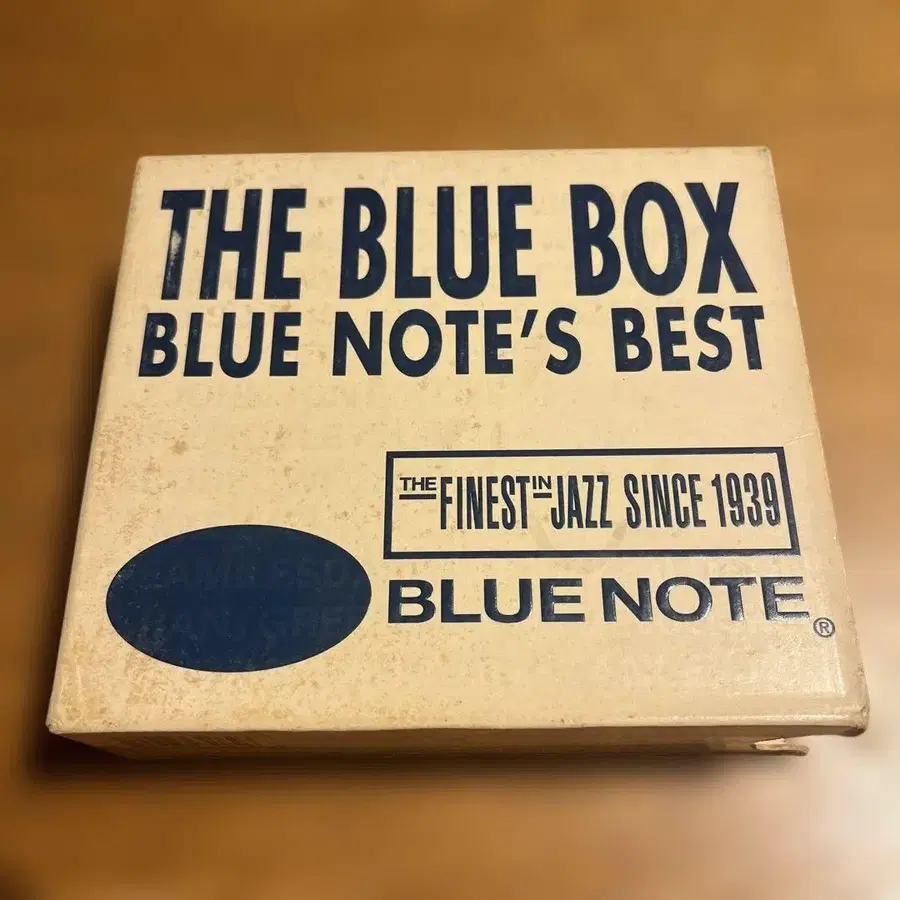 THE BLUE BOX
BLUE NOTE'S BEST
THE FINEST IN JAZZ SINCE 1939
BLUE NOTE®